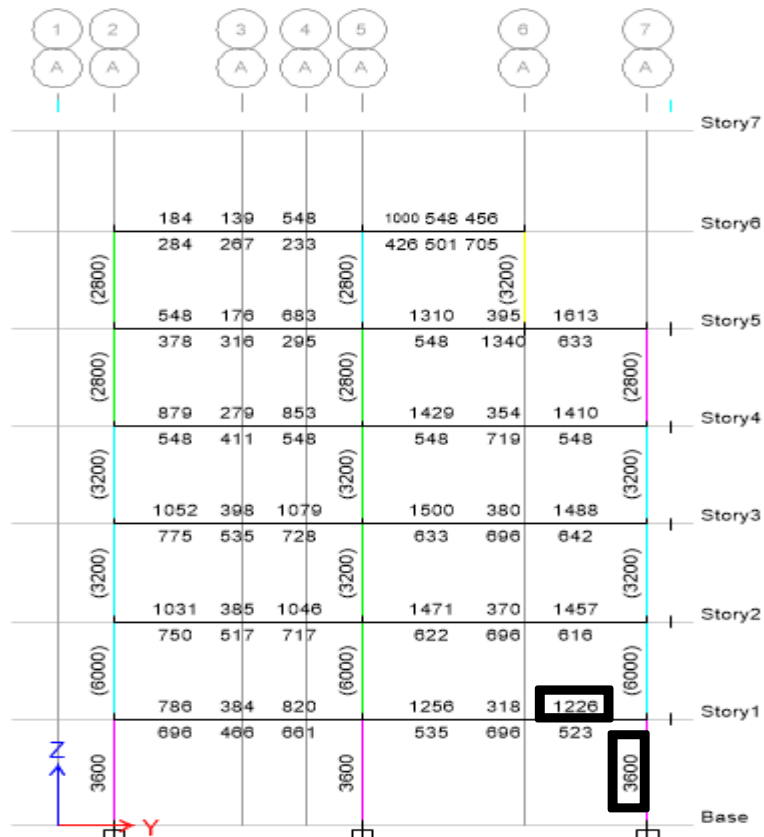 1 2 3 4 5 6 7
A A A A A A A
Story7
184 139 548 1000 548 456
Story6
284 267 233 426 501 705
(2800) (2800) (3200)
548 176 683 1310 395 1613
Story5
378 316 295 548 1340 633
(2800) (2800) (2800)
879 279 853 1429 354 1410
Story4
548 411 548 548 719 548
(3200) (3200) (3200)
1052 398 1079 1500 380 1488
Story3
775 535 728 633 696 642
(3200) (3200) (3200)
1031 385 1046 1471 370 1457
Story2
750 517 717 622 696 616
(6000) (6000) (6000)
786 384 820 1256 318 1226
Story1
696 466 661 535 696 523
Z
3600 3600 3600
Base
Y